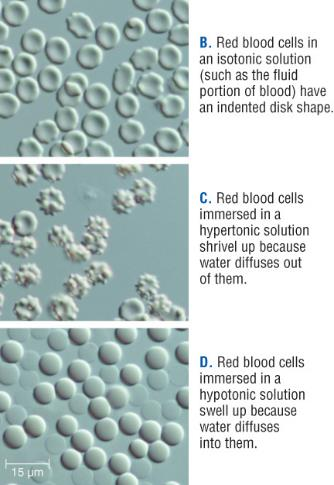 B. Red blood cells in
an isotonic solution
(such as the fluid
portion of blood) have
an indented disk shape.
C. Red blood cells
immersed in a
hypertonic solution
shrivel up because
water diffuses out
of them.
D. Red blood cells
immersed in a
hypotonic solution
swell up because
water diffuses
into them.
15 µm